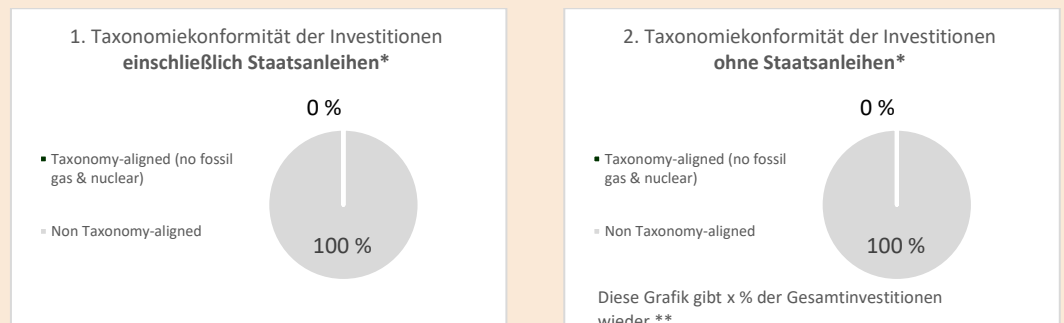 1. Taxonomiekonformität der Investitionen
einschließlich Staatsanleihen*
0 %
Taxonomy-aligned (no fossil
gas & nuclear)
Non Taxonomy-aligned
100 %
2. Taxonomiekonformität der Investitionen
ohne Staatsanleihen*
0 %
Taxonomy-aligned (no fossil
gas & nuclear)
Non Taxonomy-aligned
100 %
Diese Grafik gibt x % der Gesamtinvestitionen
wieder.**